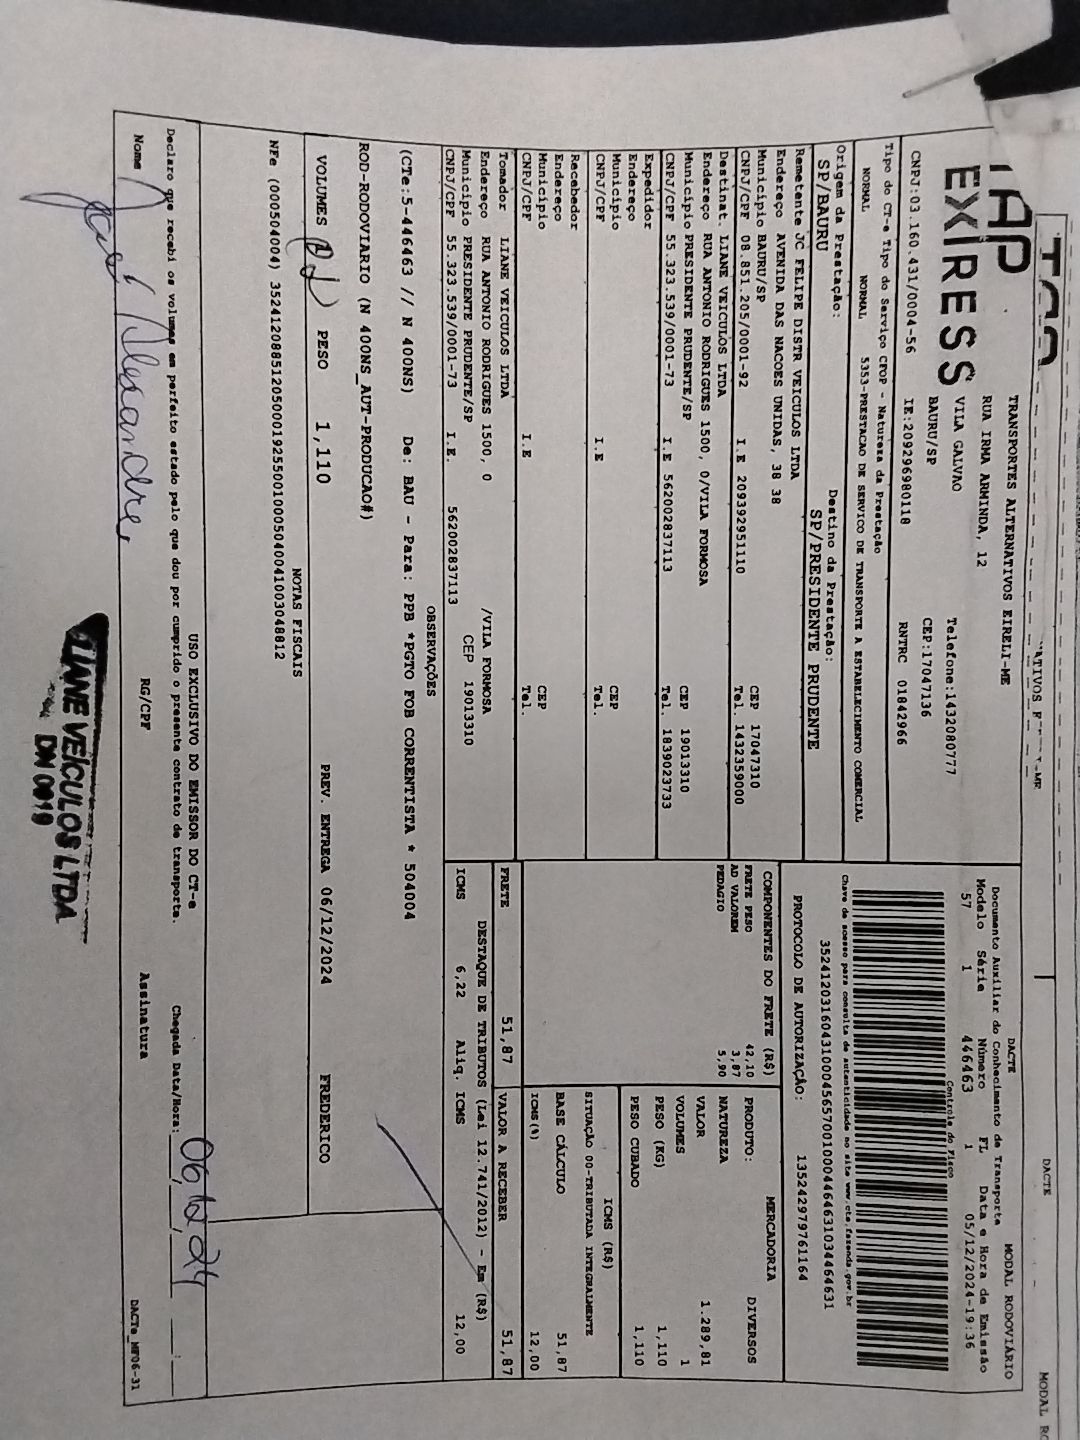 TAP
EXPRESS
TRANSPORTES ALTERNATIVOS EIRELI-ME
RUA IRMA ARMINDA, 12
VILA GALVAO Telefone:1432080777
BAURU/SP CEP:17047136
CNPJ:03.160.431/0004-56 IE:209296980118 RNTRC 01842966
Tipo do CT-e Tipo do Serviço CFOP - Natureza da Prestação
NORMAL NORMAL 5353-PRESTACAO DE SERVICO DE TRANSPORTE A ESTABELECIMENTO COMERCIAL
Origem da Prestação: Destino da Prestação:
SP/BAURU SP/PRESIDENTE PRUDENTE
Remetente JC FELIPE DISTR VEICULOS LTDA
Endereço AVENIDA DAS NACOES UNIDAS, 38 38
Município BAURU/SP CEP 17047310
CNPJ/CPF 08.851.205/0001-92 I.E 209392951110 Tel. 1432359000
Destinat. LIANE VEICULOS LTDA
Endereço RUA ANTONIO RODRIGUES 1500, 0/VILA FORMOSA
Município PRESIDENTE PRUDENTE/SP CEP 19013310
CNPJ/CPF 55.323.539/0001-73 I.E 562002837113 Tel. 1839023733
Expedidor
Endereço
Município CEP
CNPJ/CPF I.E Tel.
Recebedor
Endereço
Município CEP
CNPJ/CPF I.E Tel.
Tomador LIANE VEICULOS LTDA
Endereço RUA ANTONIO RODRIGUES 1500, 0 /VILA FORMOSA
Município PRESIDENTE PRUDENTE/SP CEP 19013310
CNPJ/CPF 55.323.539/0001-73 I.E. 562002837113
DACTE MODAL RODOVIÁRIO
Documento Auxiliar do Conhecimento de Transporte
Modelo Série Número FL Data e Hora de Emissão
57 1 446463 1 05/12/2024-19:36
Controle do Fisco
Chave de acesso para consulta de autenticidade no site www.cte.fazenda.gov.br
35241203160431000456570010004464631034464631
PROTOCOLO DE AUTORIZAÇÃO: 135242979761164
COMPONENTES DO FRETE (R$)
FRETE PESO 42,10
AD VALOREM 3,87
PEDAGIO 5,90
MERCADORIA
PRODUTO: DIVERSOS
NATUREZA
VALOR 1.289,81
VOLUMES 1
PESO (KG) 1,110
PESO CUBADO 1,110
ICMS (R$)
SITUAÇÃO 00-TRIBUTADA INTEGRALMENTE
BASE CÁLCULO 51,87
ICMS(%) 12,00
FRETE 51,87 VALOR A RECEBER 51,87
DESTAQUE DE TRIBUTOS (Lei 12.741/2012) - Em (R$)
ICMS 6,22 Aliq. ICMS 12,00
OBSERVAÇÕES
(CTe:5-446463 // N 400NS) De: BAU - Para: PPB *PGTO FOB CORRENTISTA * 504004
ROD-RODOVIARIO (N 400NS_AUT-PRODUCAO#)
VOLUMES PESO 1,110 PREV. ENTREGA 06/12/2024 FREDERICO
NOTAS FISCAIS
NFe (000504004) 35241208851205000192550010005040041003048812
USO EXCLUSIVO DO EMISSOR DO CT-e
Declaro que recebi os volumes em perfeito estado pelo que dou por cumprido o presente contrato de transporte. Chegada Data/Hora: 06/12/24
Nome José Alexandre RG/CPF Assinatura
DACTe_MF06-31
LIANE VEÍCULOS LTDA
DN 0019
DACTE